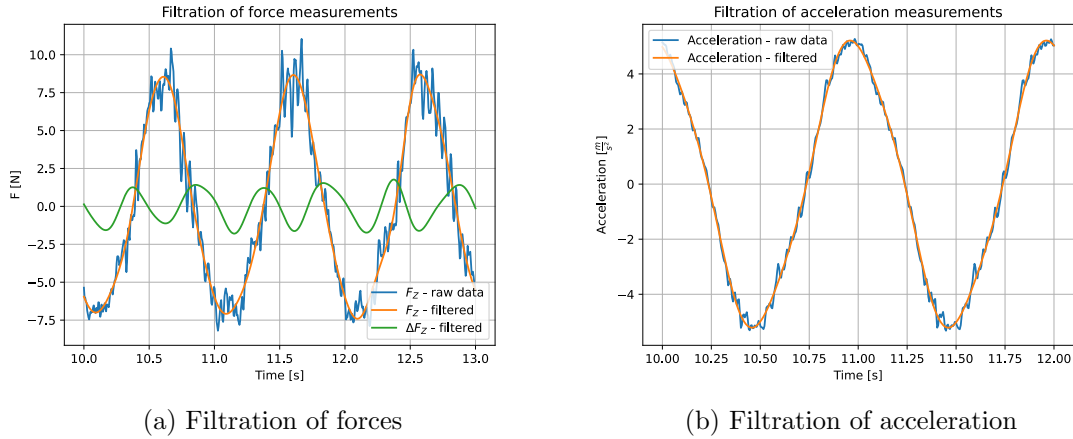 Filtration of force measurements
10.0
7.5
5.0
2.5
0.0
−2.5
−5.0
−7.5
F [N]
F_Z - raw data
F_Z - filtered
ΔF_Z - filtered
10.0 10.5 11.0 11.5 12.0 12.5 13.0
Time [s]
(a) Filtration of forces
Filtration of acceleration measurements
Acceleration - raw data
Acceleration - filtered
4
2
0
−2
−4
Acceleration [m/s²]
10.00 10.25 10.50 10.75 11.00 11.25 11.50 11.75 12.00
Time [s]
(b) Filtration of acceleration